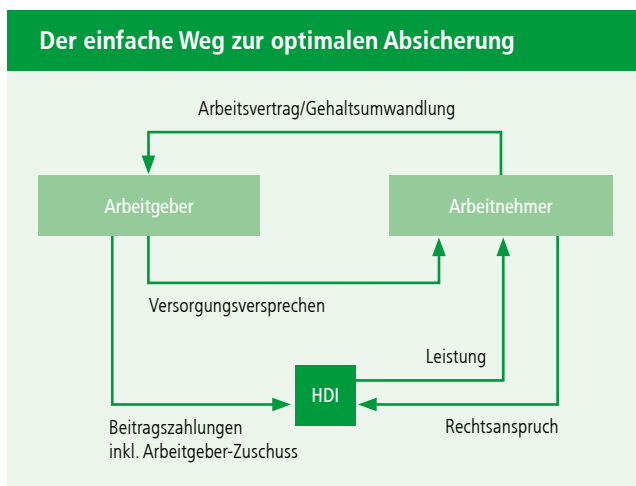 Der einfache Weg zur optimalen Absicherung
Arbeitsvertrag/Gehaltsumwandlung
Arbeitgeber
Arbeitnehmer
Versorgungsversprechen
Leistung
HDI
Beitragszahlungen
inkl. Arbeitgeber-Zuschuss
Rechtsanspruch